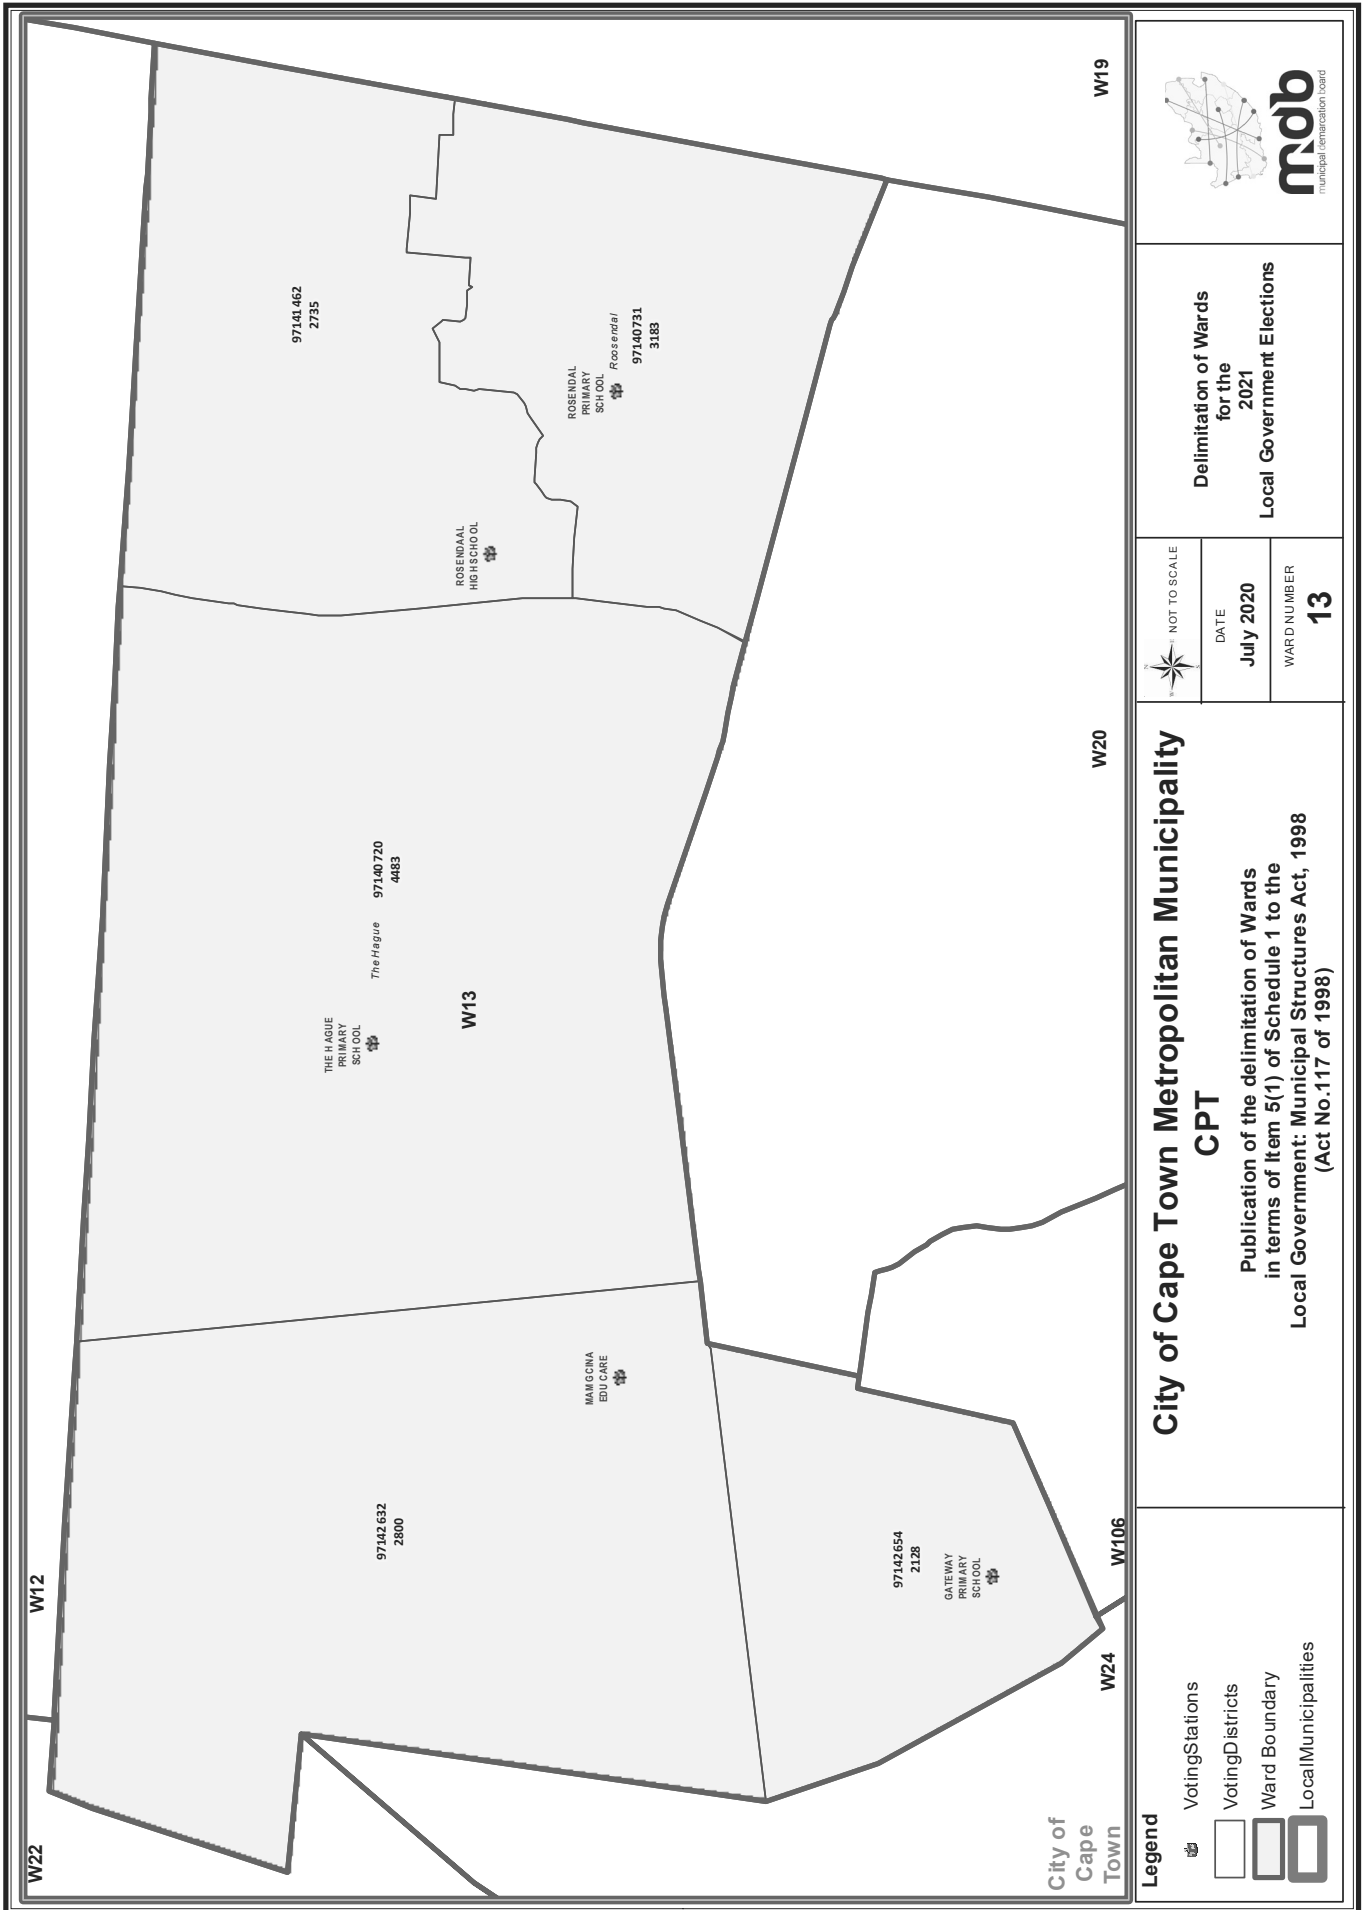 W22
W12
W19
97141462
2735
ROSENDAL
PRIMARY
SCHOOL
Roosendal
97140731
3183
ROSENDAAL
HIGH SCHOOL
97140720
4483
The Hague
THE HAGUE
PRIMARY
SCHOOL
W13
W20
MAMGCINA
EDUCARE
97142632
2800
97142654
2128
GATEWAY
PRIMARY
SCHOOL
W106
W24
City of
Cape
Town
Legend
VotingStations
VotingDistricts
Ward Boundary
LocalMunicipalities
City of Cape Town Metropolitan Municipality
CPT
Publication of the delimitation of Wards
in terms of Item 5(1) of Schedule 1 to the
Local Government: Municipal Structures Act, 1998
(Act No.117 of 1998)
N
E
S
W
NOT TO SCALE
DATE
July 2020
WARD NUMBER
13
Delimitation of Wards
for the
2021
Local Government Elections
mdb
municipal demarcation board